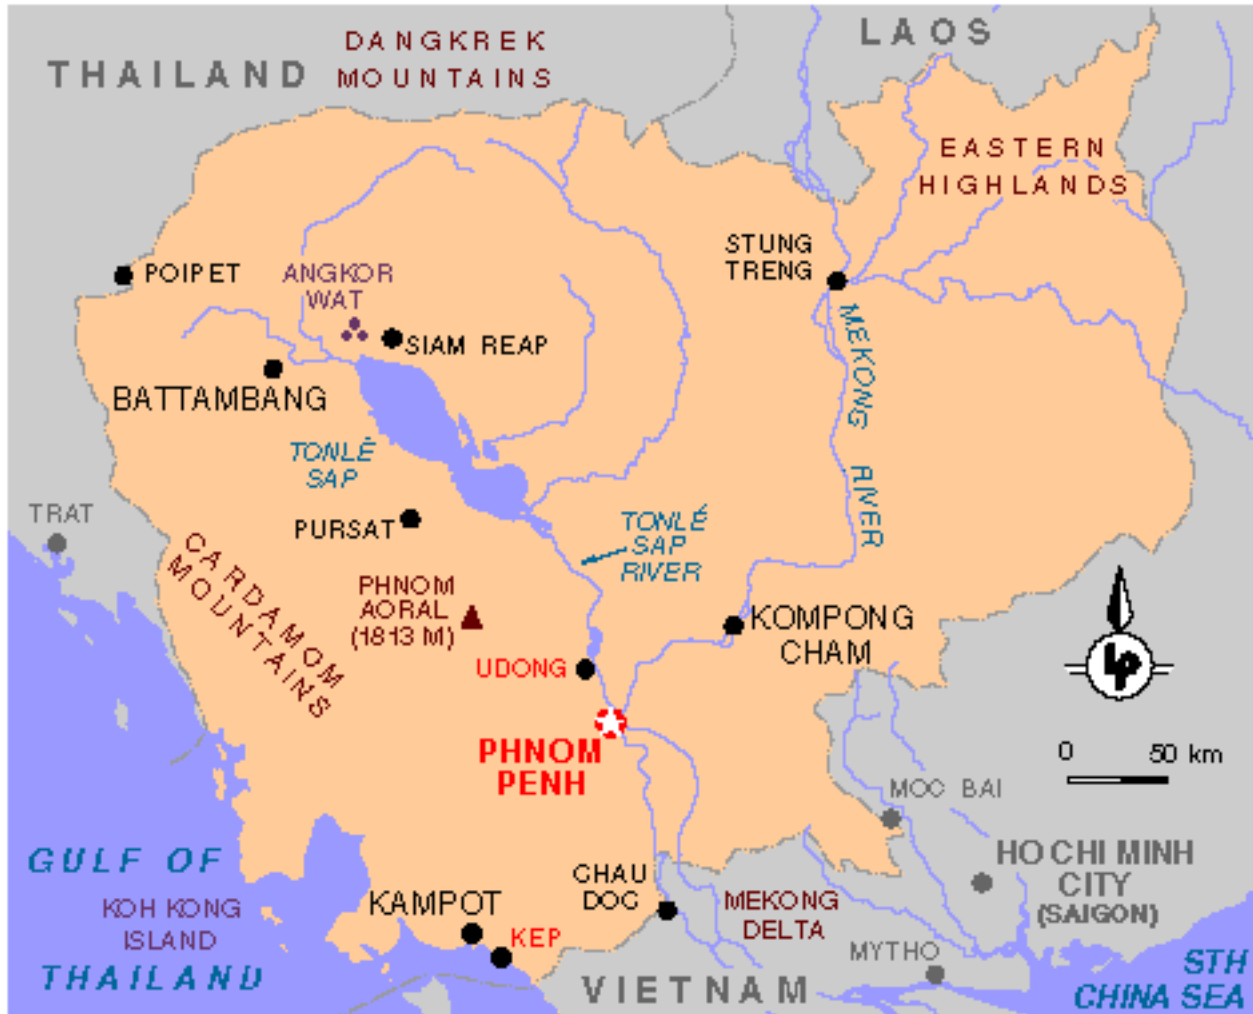 LAOS
DANGKREK
MOUNTAINS
THAILAND
EASTERN
HIGHLANDS
STUNG
TRENG
POIPET
ANGKOR
WAT
SIAM REAP
MEKONG RIVER
BATTAMBANG
TONLÉ
SAP
TRAT
PURSAT
TONLÉ
SAP
RIVER
CARDAMOM
MOUNTAINS
PHNOM
AORAL
(1813 M)
KOMPONG
CHAM
UDONG
LP
PHNOM
PENH
0 50 km
MOC BAI
GULF OF
THAILAND
KOH KONG
ISLAND
KAMPOT
KEP
CHAU
DOC
MEKONG
DELTA
HO CHI MINH
CITY
(SAIGON)
MYTHO
VIETNAM
STH
CHINA SEA